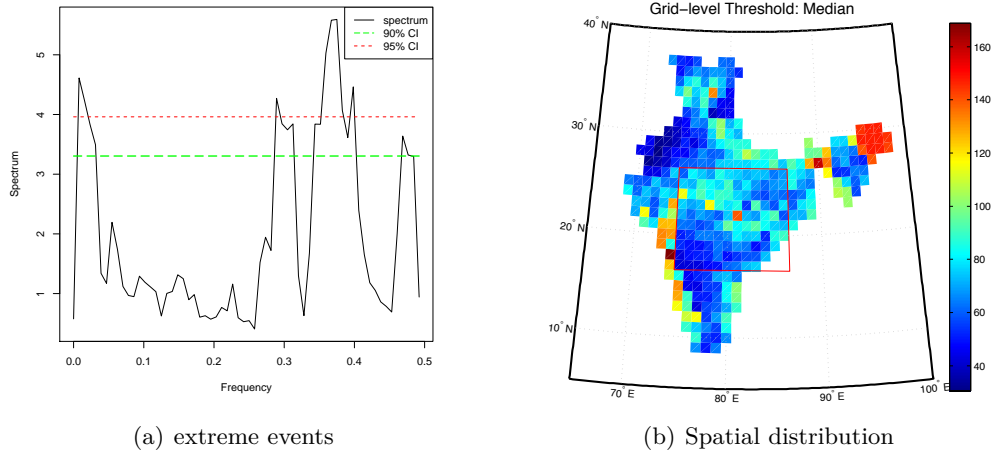 spectrum
90% CI
95% CI
5
4
3
2
1
Spectrum
0.0 0.1 0.2 0.3 0.4 0.5
Frequency
(a) extreme events
Grid-level Threshold: Median
40° N
30° N
20° N
10° N
70° E 80° E 90° E 100° E
160
140
120
100
80
60
40
(b) Spatial distribution